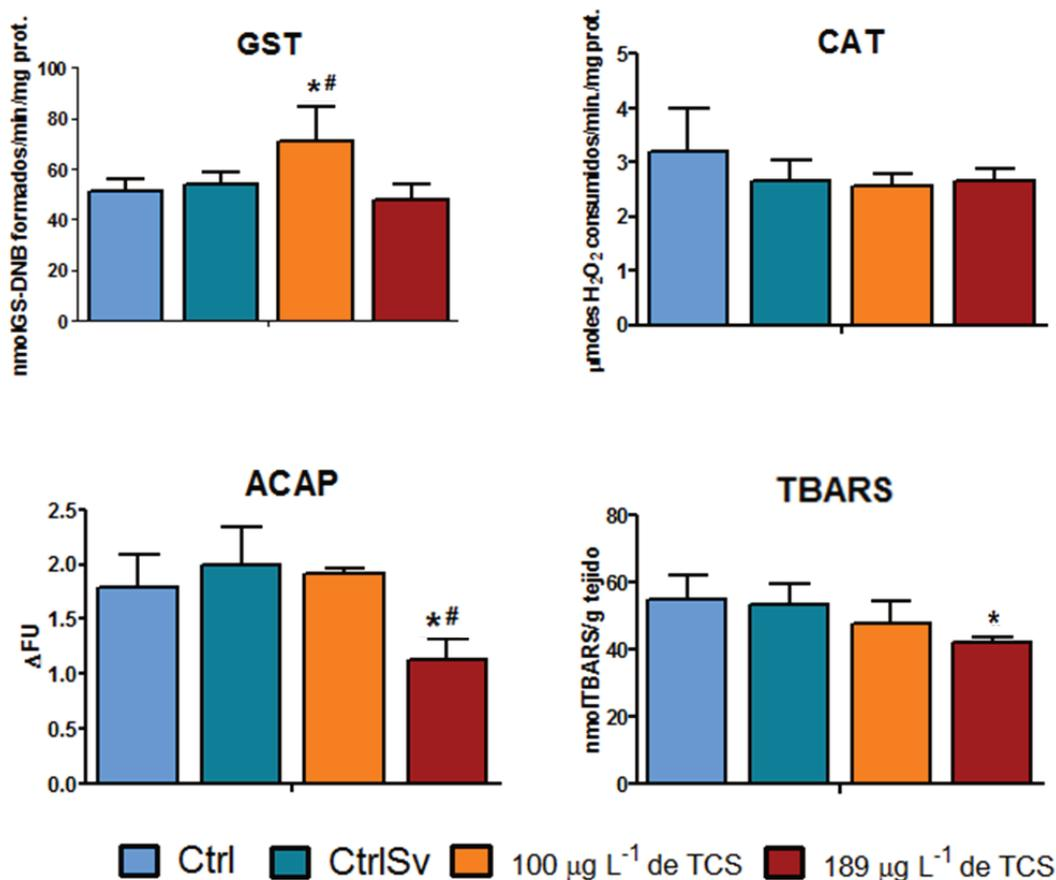 GST
nmolGS-DNB formados/min/mg prot.
100
80
60
40
20
0
*#
CAT
µmoles H₂O₂ consumidos/min./mgprot.
5
4
3
2
1
0
ACAP
ΔFU
2.5
2.0
1.5
1.0
0.5
0.0
*#
TBARS
nmolTBARS/g tejido
80
60
40
20
0
*
Ctrl CtrlSv 100 µg L⁻¹ de TCS 189 µg L⁻¹ de TCS